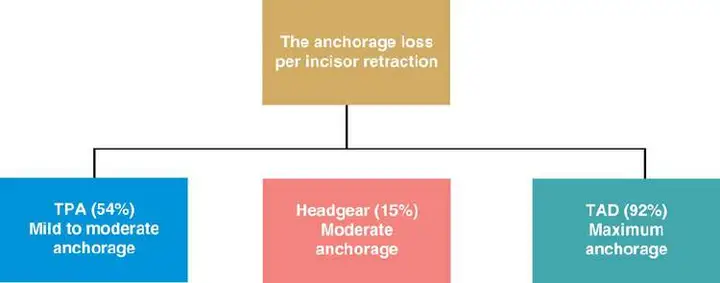 The anchorage loss
per incisor retraction
TPA (54%)
Mild to moderate
anchorage
Headgear (15%)
Moderate
anchorage
TAD (92%)
Maximum
anchorage